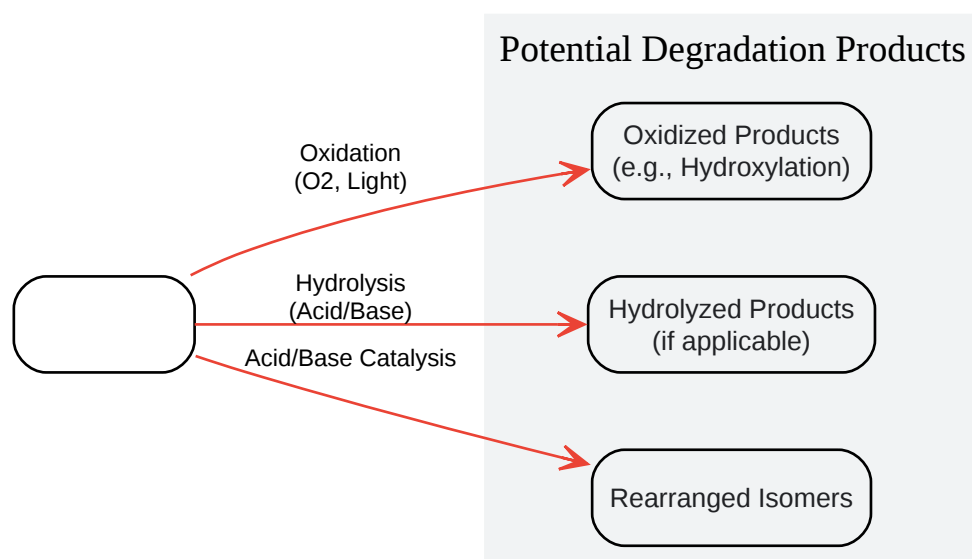 Potential Degradation Products
Oxidation
(O2, Light)
Oxidized Products
(e.g., Hydroxylation)
Hydrolysis
(Acid/Base)
Hydrolyzed Products
(if applicable)
Acid/Base Catalysis
Rearranged Isomers